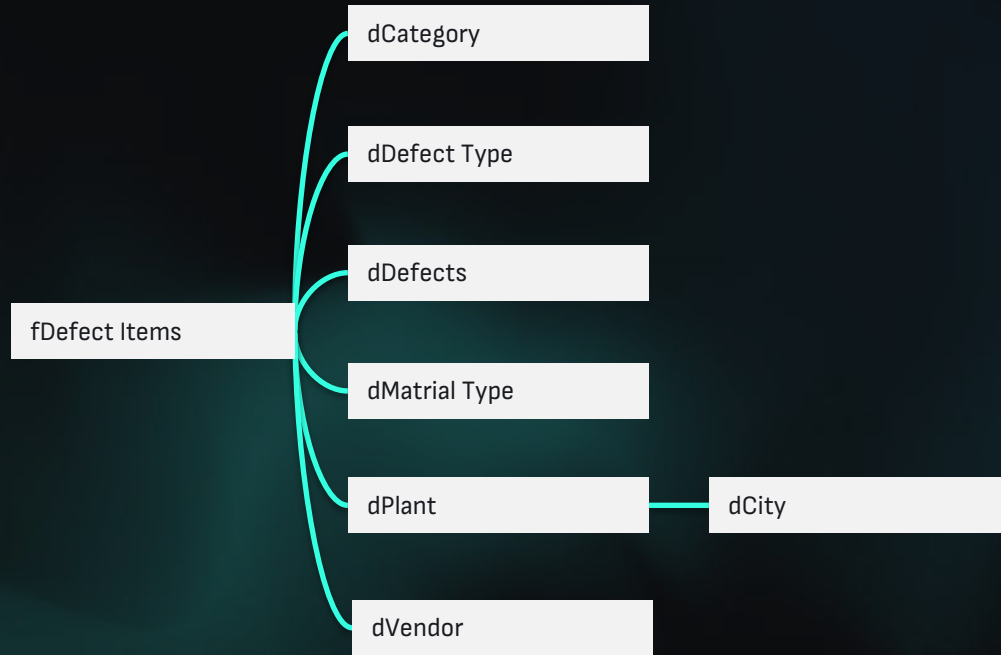 dCategory
dDefect Type
dDefects
fDefect Items
dMatrial Type
dPlant
dCity
dVendor